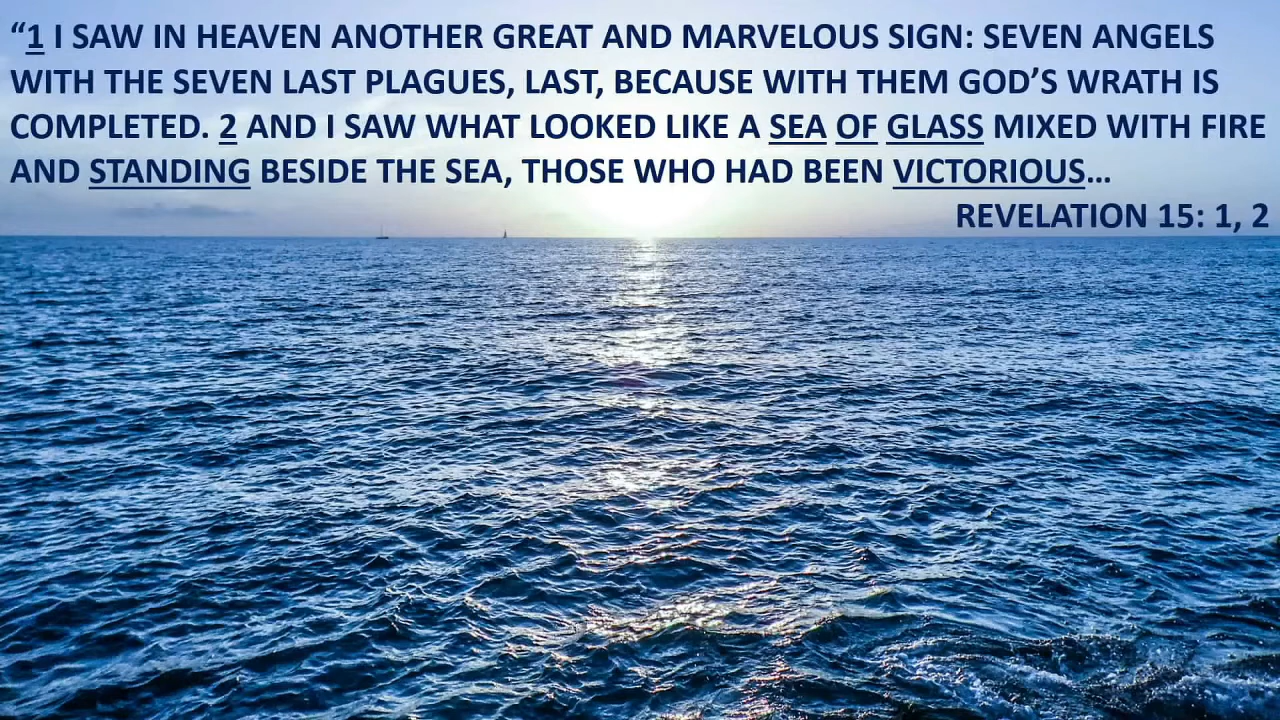 “1 I SAW IN HEAVEN ANOTHER GREAT AND MARVELOUS SIGN: SEVEN ANGELS
WITH THE SEVEN LAST PLAGUES, LAST, BECAUSE WITH THEM GOD’S WRATH IS
COMPLETED. 2 AND I SAW WHAT LOOKED LIKE A SEA OF GLASS MIXED WITH FIRE
AND STANDING BESIDE THE SEA, THOSE WHO HAD BEEN VICTORIOUS…
REVELATION 15: 1, 2